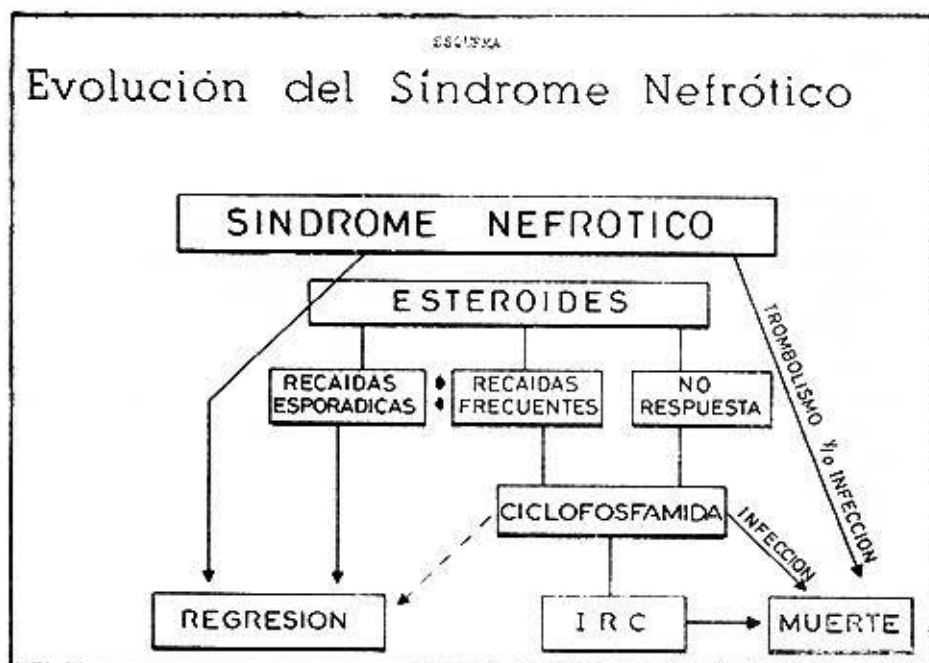 ESQUEMA
Evolución del Síndrome Nefrótico
SINDROME NEFROTICO
ESTEROIDES
RECAIDAS
ESPORADICAS
RECAIDAS
FRECUENTES
NO
RESPUESTA
TROMBOLISMO Y/o INFECCION
CICLOFOSFAMIDA
INFECCION
REGRESION
IRC
MUERTE